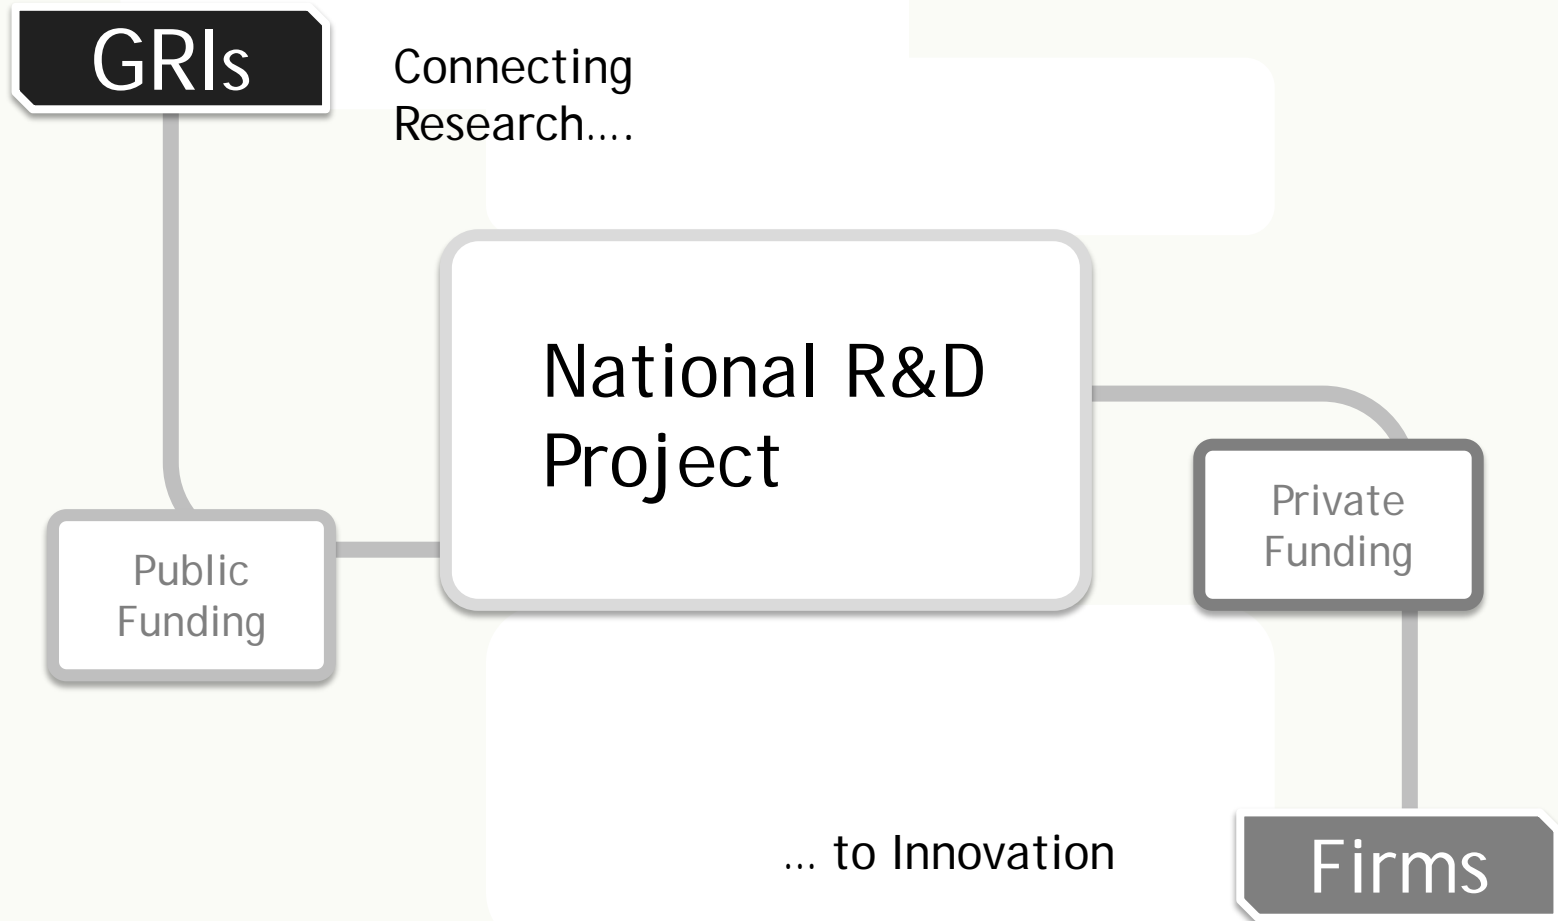 GRIs
Connecting
Research....
National R&D
Project
Private
Funding
Public
Funding
... to Innovation
Firms